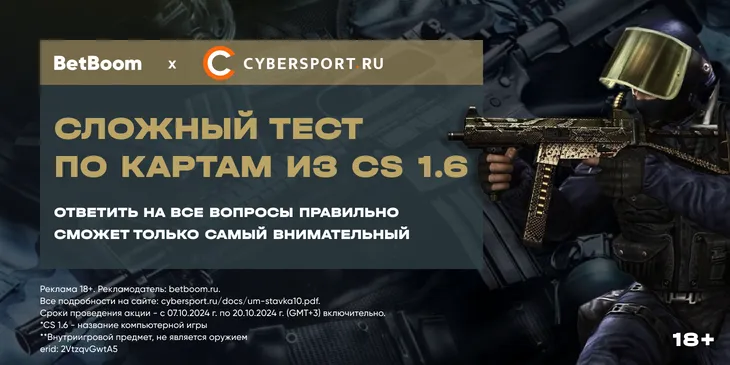 BetBoom x CYBERSPORT RU
СЛОЖНЫЙ ТЕСТ
ПО КАРТАМ ИЗ CS 1.6
ОТВЕТИТЬ НА ВСЕ ВОПРОСЫ ПРАВИЛЬНО
СМОЖЕТ ТОЛЬКО САМЫЙ ВНИМАТЕЛЬНЫЙ
Реклама 18+. Рекламодатель: betboom.ru.
Все подробности на сайте: cybersport.ru/docs/um-stavka10.pdf.
Сроки проведения акции - с 07.10.2024 г. по 20.10.2024 г. (GMT+3) включительно.
*CS 1.6 - название компьютерной игры
**Внутриигровой предмет, не является оружием
erid: 2VtzqvGwtA5
18+